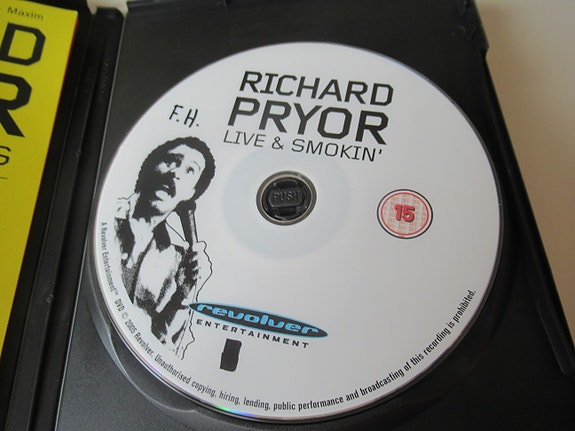 Maxim
D
R
S
RICHARD
PRYOR
LIVE & SMOKIN'
F.H.
PUSH
15
revolver
ENTERTAINMENT
A Revolver Entertainment™ DVD © 2005 Revolver. Unauthorised copying, hiring, lending, public performance and broadcasting of this recording is prohibited.